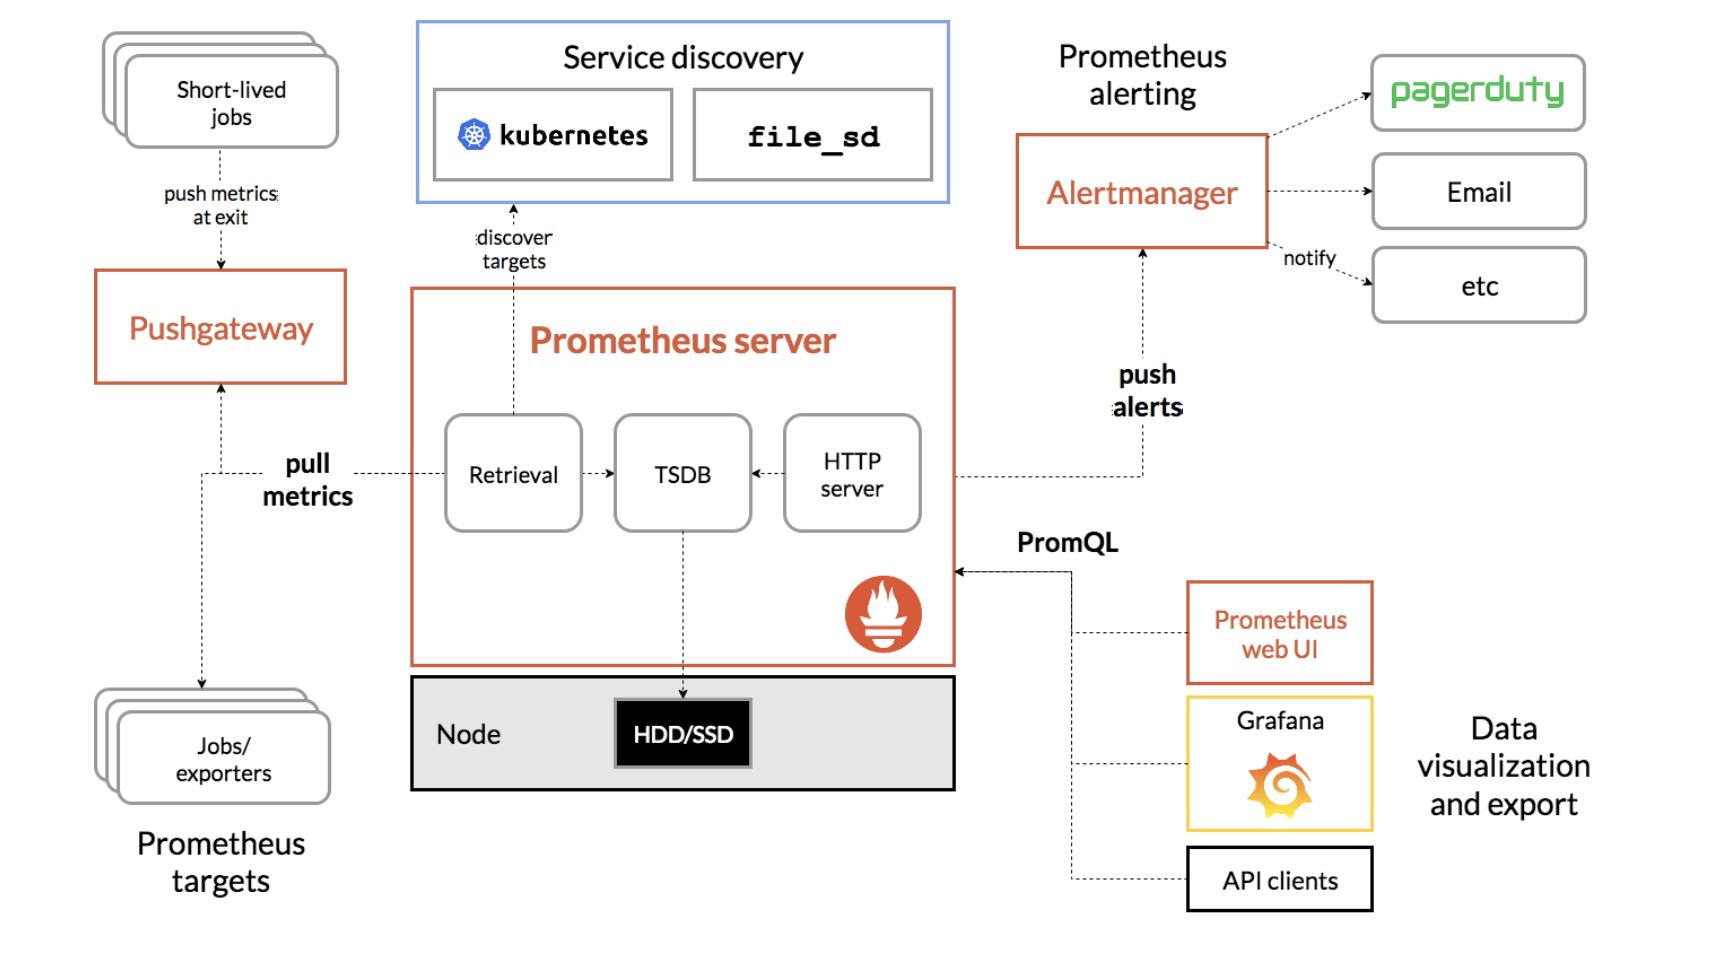 Short-lived
jobs
push metrics
at exit
Pushgateway
pull
metrics
Jobs/
exporters
Prometheus
targets
Service discovery
kubernetes
file_sd
discover
targets
Prometheus server
Retrieval
TSDB
HTTP
server
Node
HDD/SSD
Prometheus
alerting
Alertmanager
pagerduty
Email
notify
etc
push
alerts
PromQL
Prometheus
web UI
Grafana
API clients
Data
visualization
and export